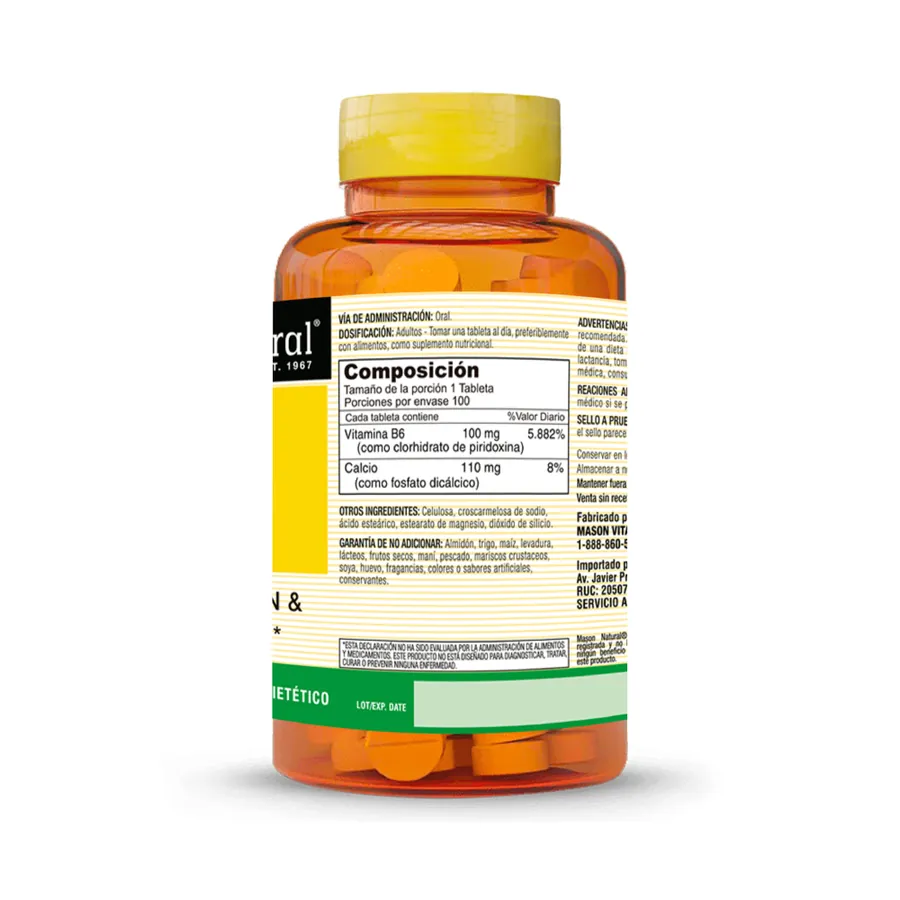 ral®
T. 1967
N &
*
IETÉTICO
VÍA DE ADMINISTRACIÓN: Oral.
DOSIFICACIÓN: Adultos - Tomar una tableta al día, preferiblemente
con alimentos, como suplemento nutricional.
Composición
Tamaño de la porción 1 Tableta
Porciones por envase 100
Cada tableta contiene %Valor Diario
Vitamina B6 100 mg 5.882%
(como clorhidrato de piridoxina)
Calcio 110 mg 8%
(como fosfato dicálcico)
OTROS INGREDIENTES: Celulosa, croscarmelosa de sodio,
ácido esteárico, estearato de magnesio, dióxido de silicio.
GARANTÍA DE NO ADICIONAR: Almidón, trigo, maíz, levadura,
lácteos, frutos secos, maní, pescado, mariscos crustaceos,
soya, huevo, fragancias, colores o sabores artificiales,
conservantes.
*ESTA DECLARACIÓN NO HA SIDO EVALUADA POR LA ADMINISTRACIÓN DE ALIMENTOS
Y MEDICAMENTOS. ESTE PRODUCTO NO ESTÁ DISEÑADO PARA DIAGNOSTICAR, TRATAR,
CURAR O PREVENIR NINGUNA ENFERMEDAD.
LOT/EXP. DATE
ADVERTENCIAS
recomendada.
de una dieta
lactancia, tom
médica, consu
REACIONES A
médico si se p
SELLO A PRUE
el sello parece
Conservar en l
Almacenar a n
Mantener fuera
Venta sin rece
Fabricado p
MASON VITA
1-888-860-5
Importado p
Av. Javier Pr
RUC: 20507
SERVICIO A
Mason Natural®
registrada y no
ningún beneficio
este producto.